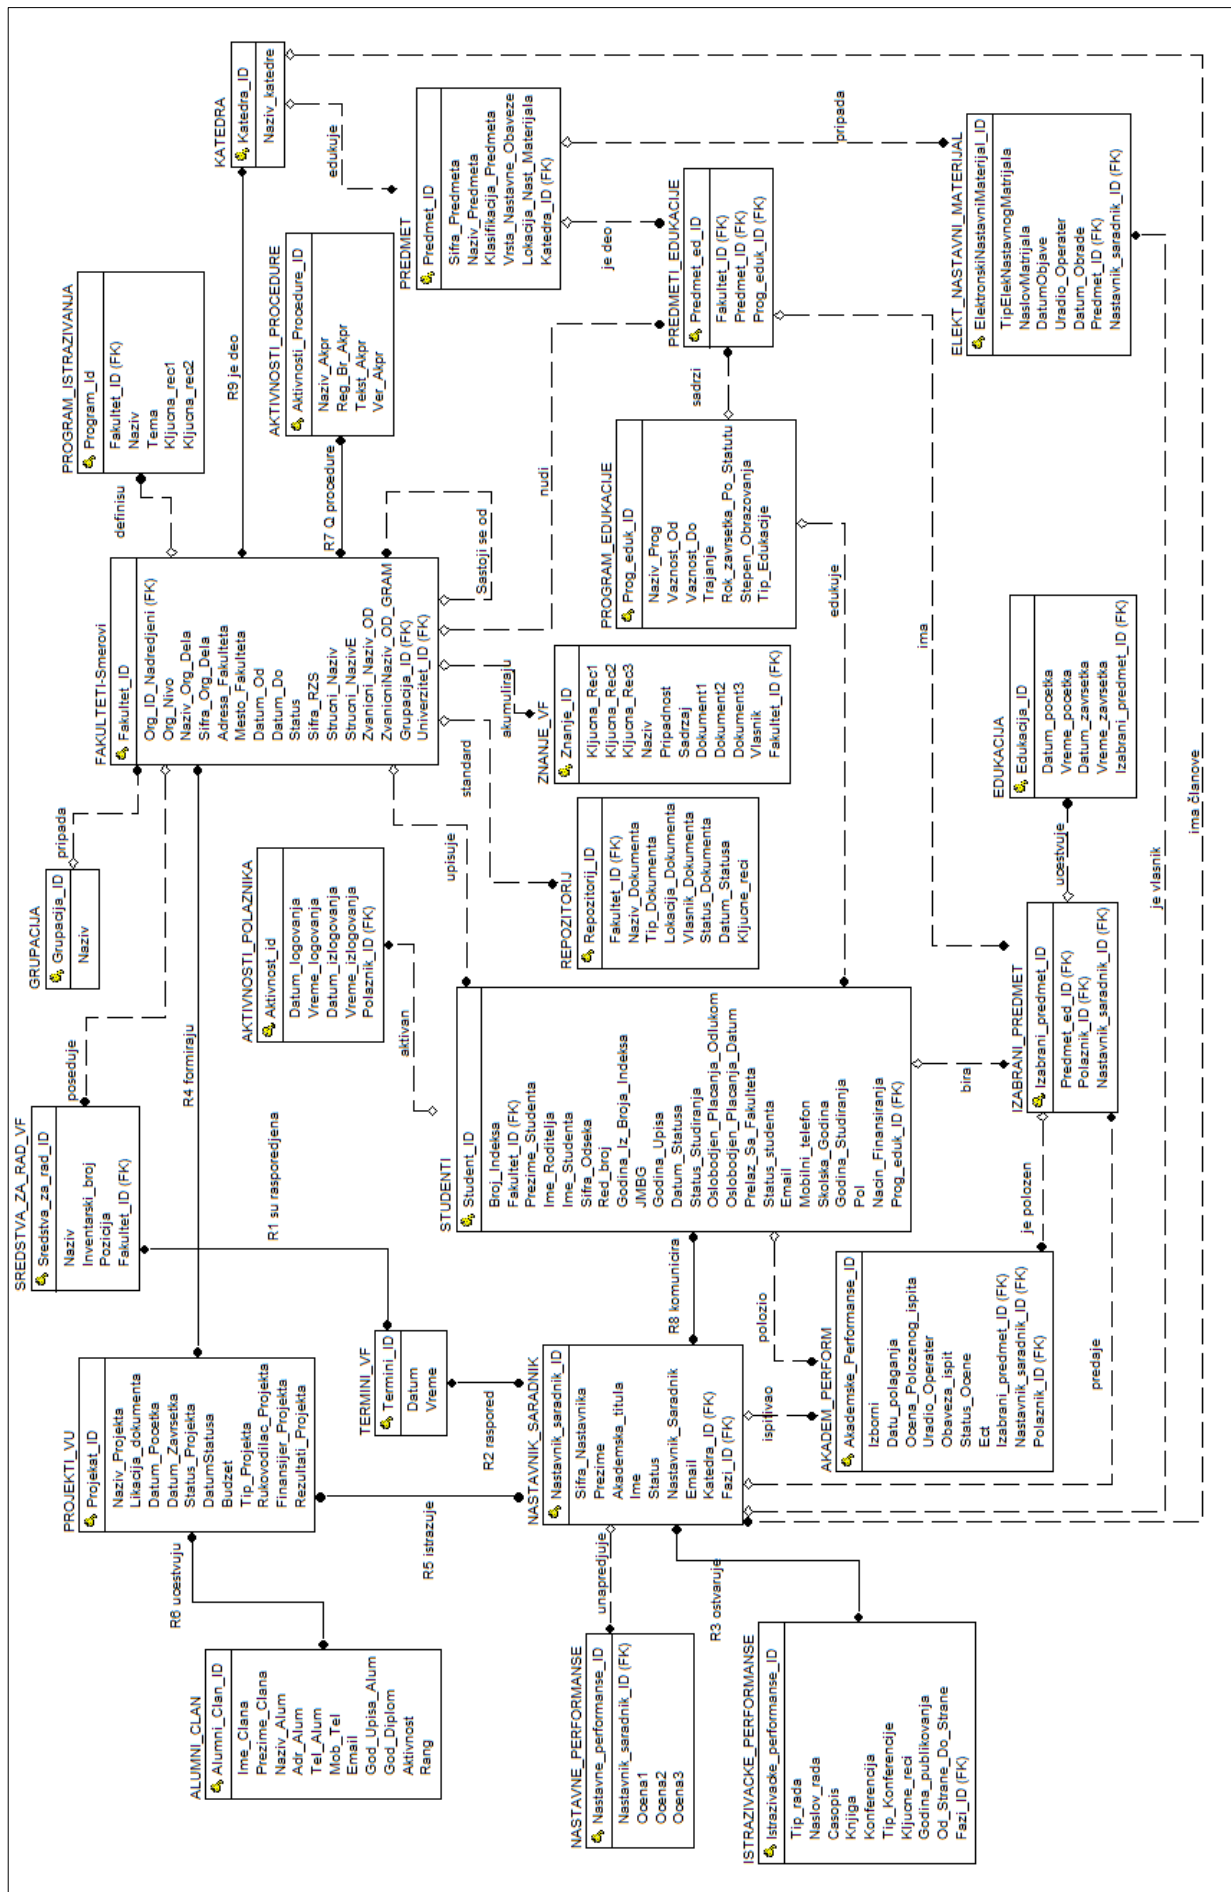 KATEDRA
Katedra_ID
Naziv_katedre
PROGRAM_ISTRAZIVANJA
Program_Id
Fakultet_ID (FK)
Naziv
Tema
Kljucna_rec1
Kljucna_rec2
AKTIVNOSTI_PROCEDURE
Aktivnosti_Procedure_ID
Naziv_Akpr
Reg_Br_Akpr
Tekst_Akpr
Ver_Akpr
PREDMET
Predmet_ID
Sifra_Predmeta
Naziv_Predmeta
Klasifikacija_Predmeta
Vrsta_Nastavne_Obaveze
Lokacija_Nast_Materijala
Katedra_ID (FK)
PREDMETI_EDUKACIJE
Predmet_ed_ID
Fakultet_ID (FK)
Predmet_ID (FK)
Prog_eduk_ID (FK)
ELEKT_NASTAVNI_MATERIJAL
ElektronskiNastavniMaterijal_ID
TipElekNastavnogMatrijala
NaslovMatrijala
DatumObjave
Uradio_Operater
Datum_Obrade
Predmet_ID (FK)
Nastavnik_saradnik_ID (FK)
edukuje
pripada
je deo
R9 je deo
definisu
R7 Q procedure
sadrzi
FAKULTETI-Smerovi
Fakultet_ID
Org_ID_Nadredjeni (FK)
Org_Nivo
Naziv_Org_Dela
Sifra_Org_Dela
Adresa_Fakulteta
Mesto_Fakulteta
Datum_Od
Datum_Do
Status
Sifra_RZS
Strucni_Naziv
Strucni_NazivE
Zvanicni_Naziv_OD
ZvanicniNaziv_OD_GRAM
Grupacija_ID (FK)
Univerzitet_ID (FK)
Sastoji se od
nudi
PROGRAM_EDUKACIJE
Prog_eduk_ID
Naziv_Prog
Vaznost_Od
Vaznost_Do
Trajanje
Rok_zavrsetka_Po_Statutu
Stepen_Obrazovanja
Tip_Edukacije
edukuje
ima
GRUPACIJA
Grupacija_ID
Naziv
pripada
AKTIVNOSTI_POLAZNIKA
Aktivnost_id
Datum_logovanja
Vreme_logovanja
Datum_izlogovanja
Vreme_izlogovanja
Polaznik_ID (FK)
upisuje
standard
akumuliraju
ZNANJE_VF
Znanje_ID
Kljucna_Rec1
Kljucna_Rec2
Kljucna_Rec3
Naziv
Pripadnost
Sadrzaj
Dokument1
Dokument2
Dokument3
Vlasnik
Fakultet_ID (FK)
REPOZITORIJ
Repozitorij_ID
Fakultet_ID (FK)
Naziv_Dokumenta
Tip_Dokumenta
Lokacija_Dokumenta
Vlasnik_Dokumenta
Status_Dokumenta
Datum_Statusa
Kljucne_reci
EDUKACIJA
Edukacija_ID
Datum_pocetka
Vreme_pocetka
Datum_zavrsetka
Vreme_zavrsetka
Izabrani_predmet_ID (FK)
ucestvuje
ima članove
je vlasnik
SREDSTVA_ZA_RAD_VF
Sredstva_za_rad_ID
Naziv
Inventarski_broj
Pozicija
Fakultet_ID (FK)
poseduje
R4 formiraju
R1 su rasporedjena
aktivan
STUDENTI
Student_ID
Broj_Indeksa
Fakultet_ID (FK)
Prezime_Studenta
Ime_Roditelja
Ime_Studenta
Sifra_Odseka
Red_broj
Godina_Iz_Broja_Indeksa
JMBG
Godina_Upisa
Datum_Statusa
Status_Studiranja
Oslobodjen_Placanja_Odlukom
Oslobodjen_Placanja_Datum
Prelaz_Sa_Fakulteta
Status_studenta
Email
Mobilni_telefon
Skolska_Godina
Godina_Studiranja
Pol
Nacin_Finansiranja
Prog_eduk_ID (FK)
bira
IZABRANI_PREDMET
Izabrani_predmet_ID
Predmet_ed_ID (FK)
Polaznik_ID (FK)
Nastavnik_saradnik_ID (FK)
PROJEKTI_VU
Projekat_ID
Naziv_Projekta
Likacija_dokumenta
Datum_Pocetka
Datum_Zavrsetka
Status_Projekta
DatumStatusa
Budzet
Tip_Projekta
Rukovodilac_Projekta
Finansijer_Projekta
Rezultati_Projekta
TERMINI_VF
Termini_ID
Datum
Vreme
R2 raspored
R8 komunicira
polozio
je polozen
predaje
AKADEM_PERFORM
Akademske_Performanse_ID
Izborni
Datu_polaganja
Ocena_Polozenog_ispita
Uradio_Operater
Obaveza_ispit
Status_Ocene
Ect
Izabrani_predmet_ID (FK)
Nastavnik_saradnik_ID (FK)
Polaznik_ID (FK)
NASTAVNIK_SARADNIK
Nastavnik_saradnik_ID
Sifra_Nastavnika
Prezime
Akademska_titula
Ime
Status
Nastavnik_Saradnik
Email
Katedra_ID (FK)
Fazi_ID (FK)
ispitivao
R6 ucestvuju
R5 istrazuje
unapredjuje
R3 ostvaruje
ALUMNI_CLAN
Alumni_Clan_ID
Ime_Clana
Prezime_Clana
Naziv_Alum
Adr_Alum
Tel_Alum
Mob_Tel
Email
God_Upisa_Alum
God_Diplom
Aktivnost
Rang
NASTAVNE_PERFORMANSE
Nastavne_performanse_ID
Nastavnik_saradnik_ID (FK)
Ocena1
Ocena2
Ocena3
ISTRAZIVACKE_PERFORMANSE
Istrazivacke_performanse_ID
Tip_rada
Naslov_rada
Casopis
Knjiga
Konferencija
Tip_Konferencije
Kljucne_reci
Godina_publikovanja
Od_Strane_Do_Strane
Fazi_ID (FK)